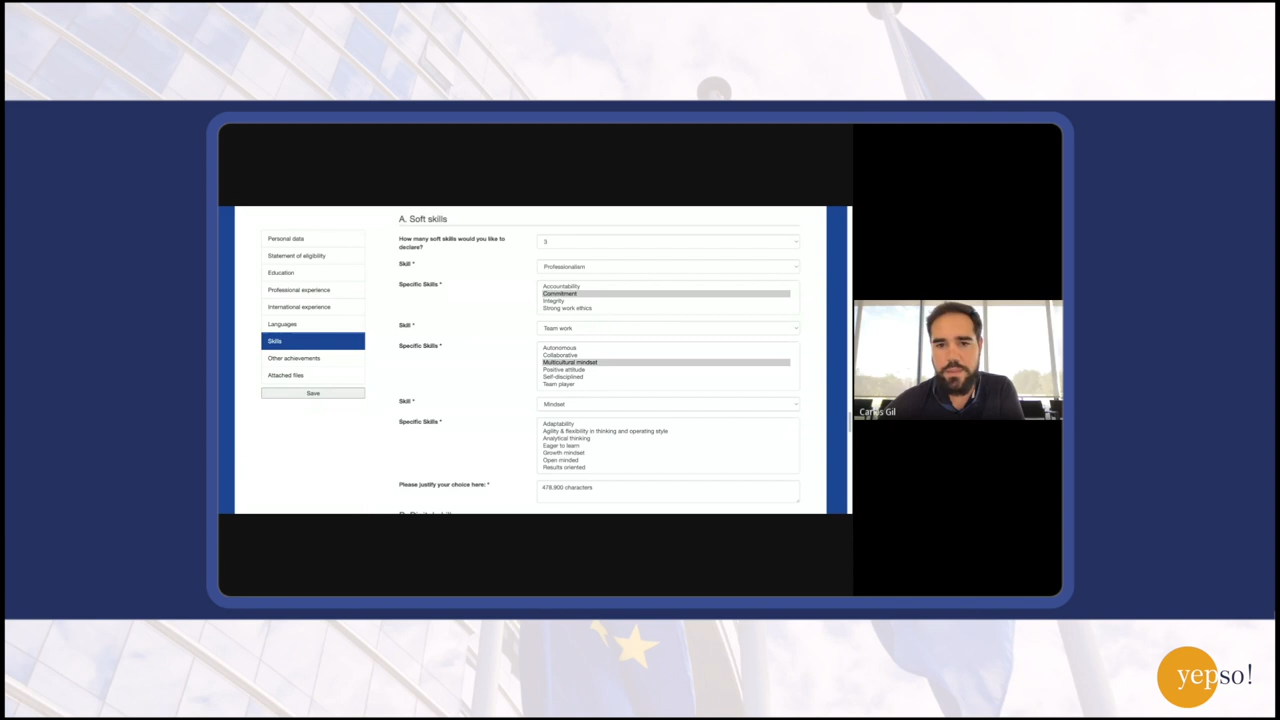 A. Soft skills
Personal data
Statement of eligibility
Education
Professional experience
International experience
Languages
Skills
Other achievements
Attached files
Save
How many soft skills would you like to
declare?
3
Skill *
Professionalism
Specific Skills *
Accountability
Commitment
Integrity
Strong work ethics
Skill *
Team work
Specific Skills *
Autonomous
Collaborative
Multicultural mindset
Positive attitude
Self-disciplined
Team player
Skill *
Mindset
Specific Skills *
Adaptability
Agility & flexibility in thinking and operating style
Analytical thinking
Eager to learn
Growth mindset
Open minded
Results oriented
Please justify your choice here: *
478,900 characters
Carlos Gil
yepso!